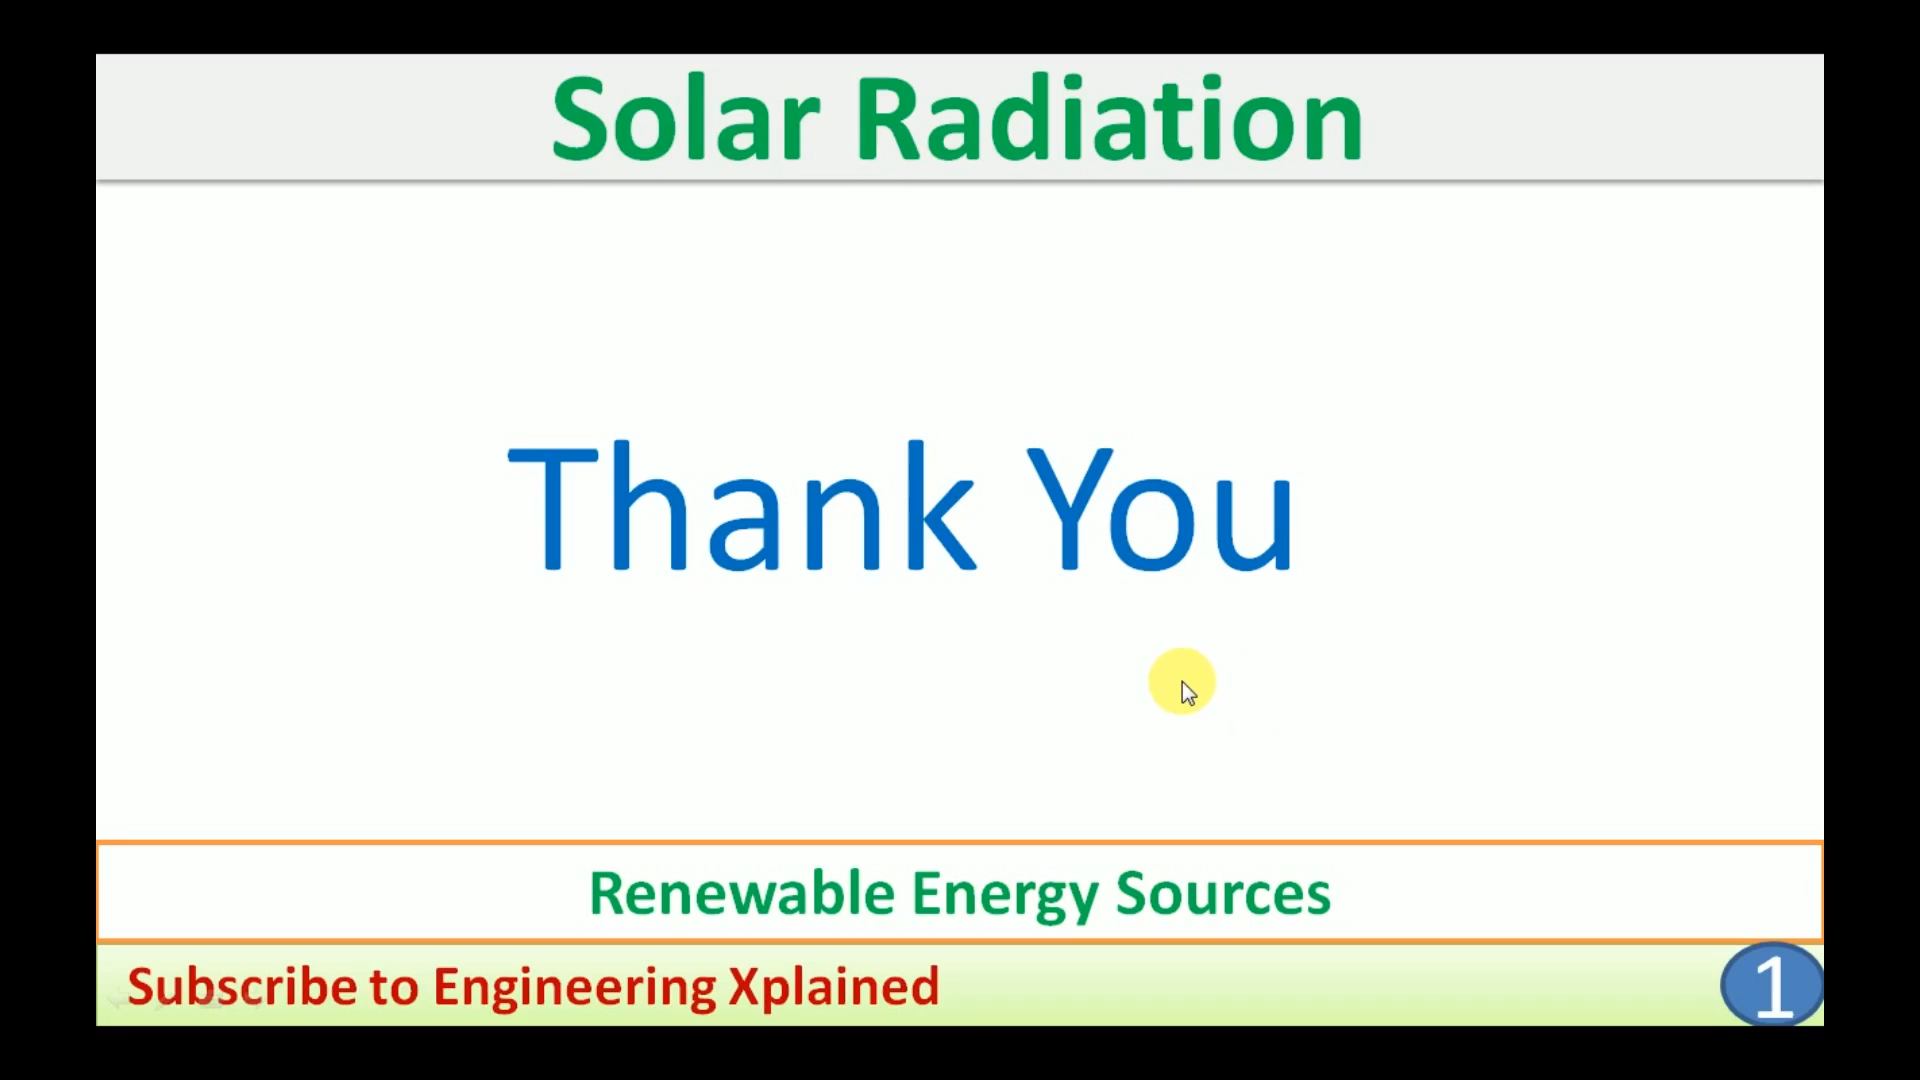 Solar Radiation
Thank You
Renewable Energy Sources
Subscribe to Engineering Xplained
1